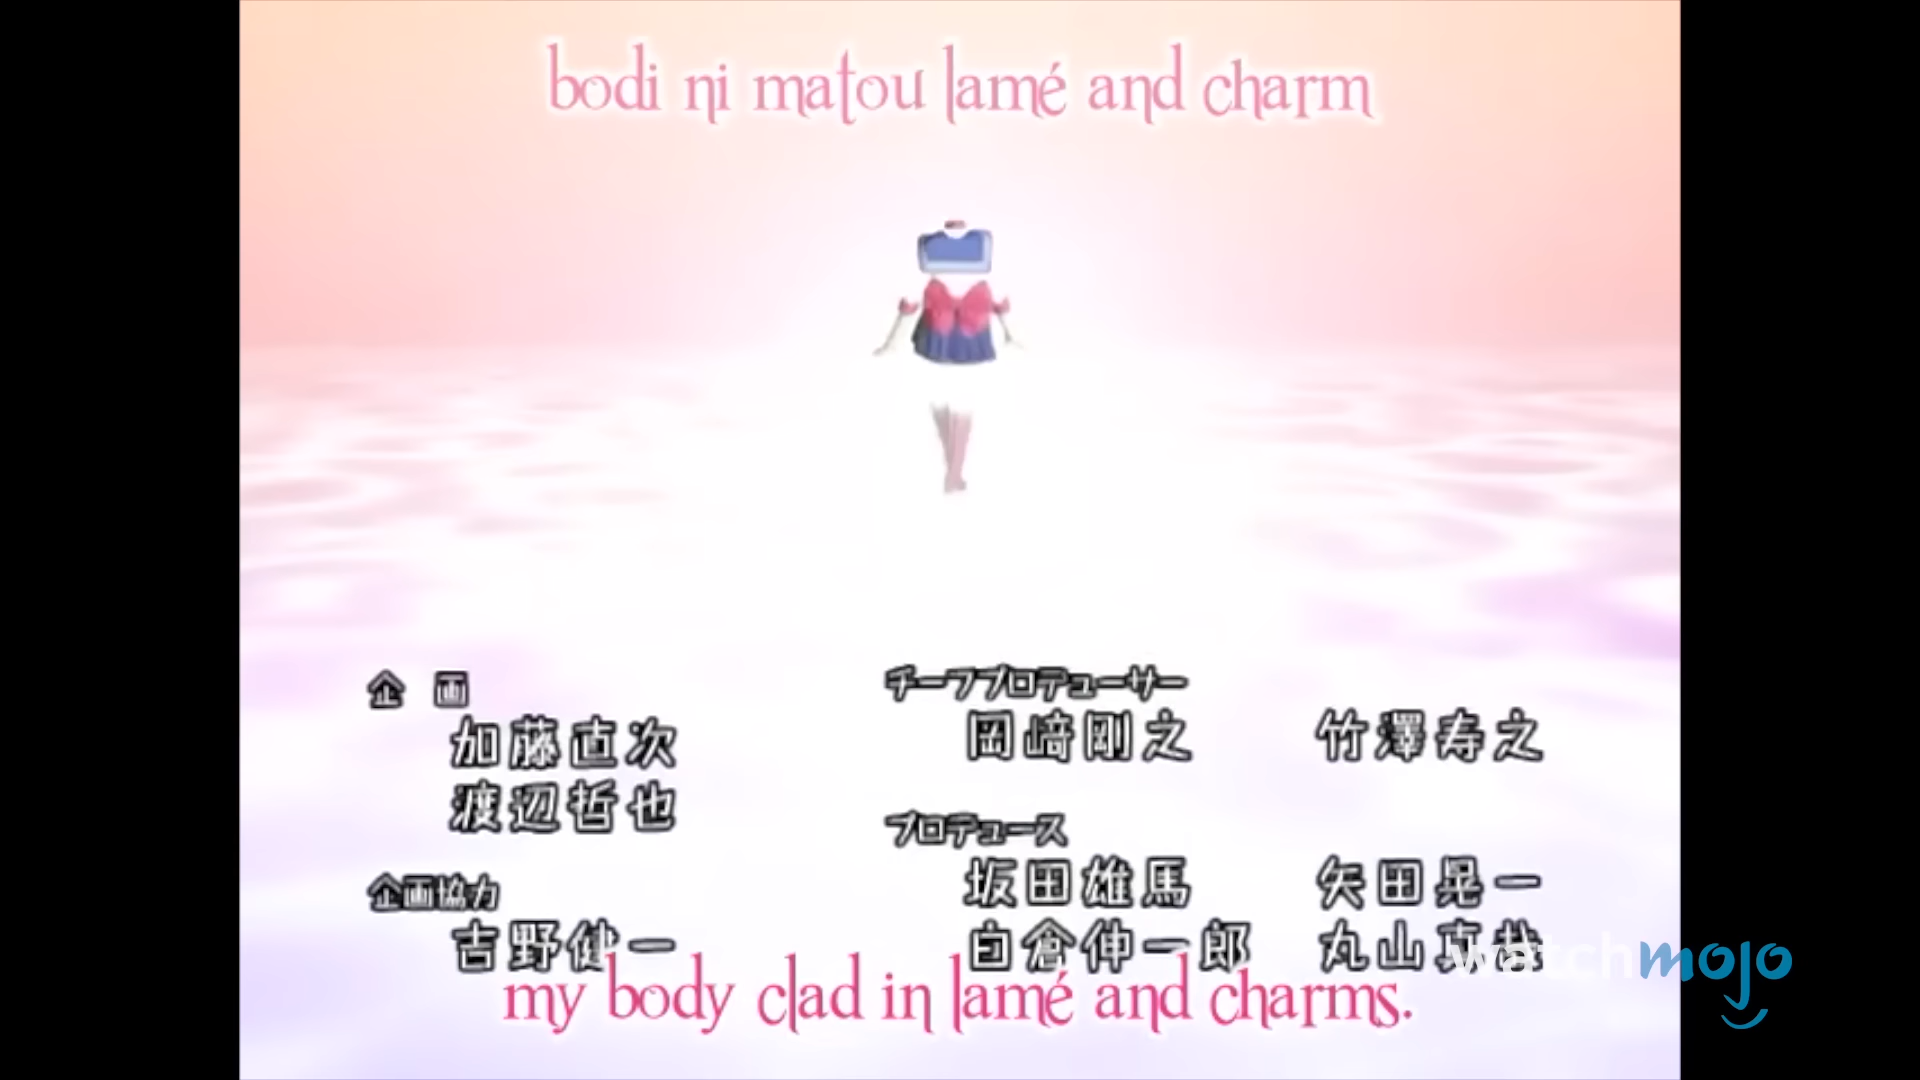 bodi ni matou lamé and charm
企 画
加藤直次
渡辺哲也
企画協力
吉野健一
チーフプロデューサー
岡﨑剛之 竹澤寿之
プロデュース
坂田雄馬 矢田晃一
白倉伸一郎 丸山真哉
my body clad in lamé and charms.
watchmojo